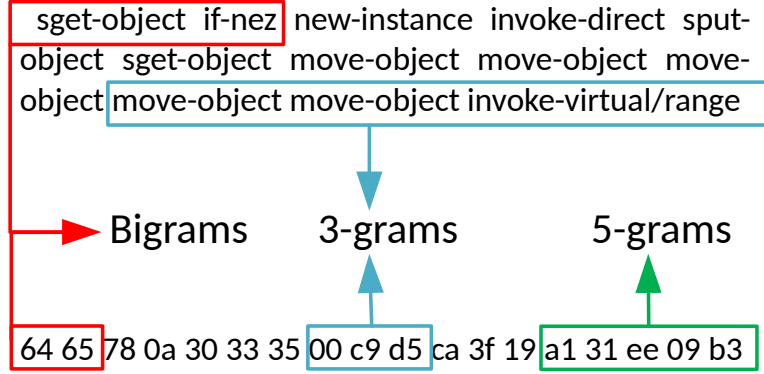 sget-object if-nez new-instance invoke-direct sput-
object sget-object move-object move-object move-
object move-object move-object invoke-virtual/range
Bigrams 3-grams 5-grams
64 65 78 0a 30 33 35 00 c9 d5 ca 3f 19 a1 31 ee 09 b3